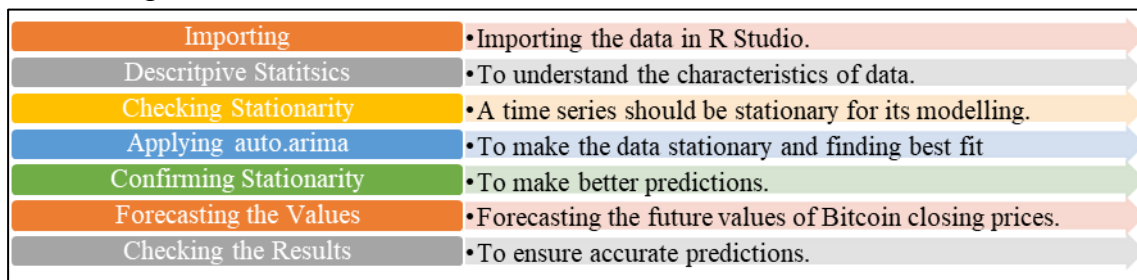 Importing •Importing the data in R Studio.
Descritpive Statitsics •To understand the characteristics of data.
Checking Stationarity •A time series should be stationary for its modelling.
Applying auto.arima •To make the data stationary and finding best fit
Confirming Stationarity •To make better predictions.
Forecasting the Values •Forecasting the future values of Bitcoin closing prices.
Checking the Results •To ensure accurate predictions.